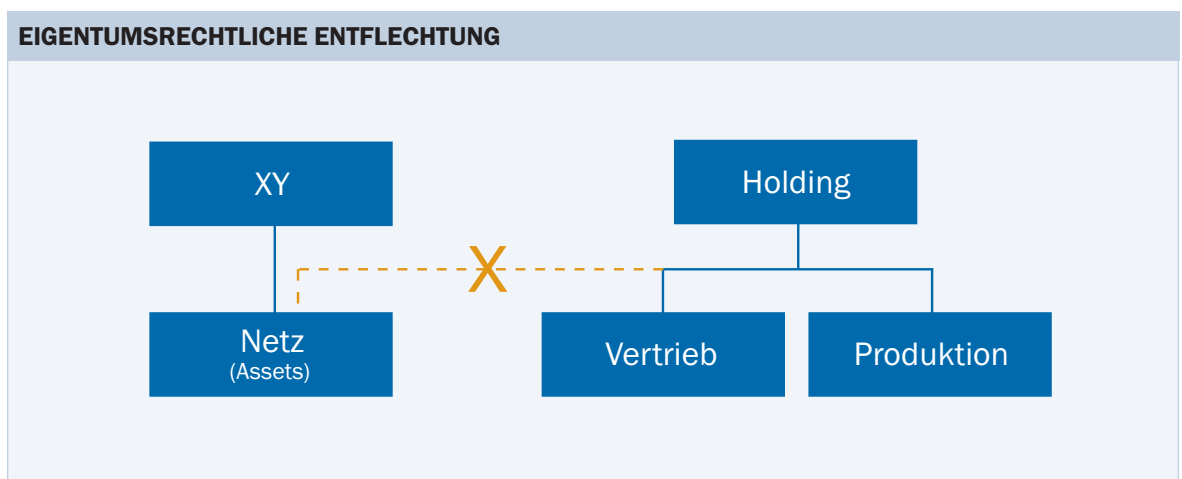 EIGENTUMSRECHTLICHE ENTFLECHTUNG
XY
Holding
X
Netz
(Assets)
Vertrieb
Produktion